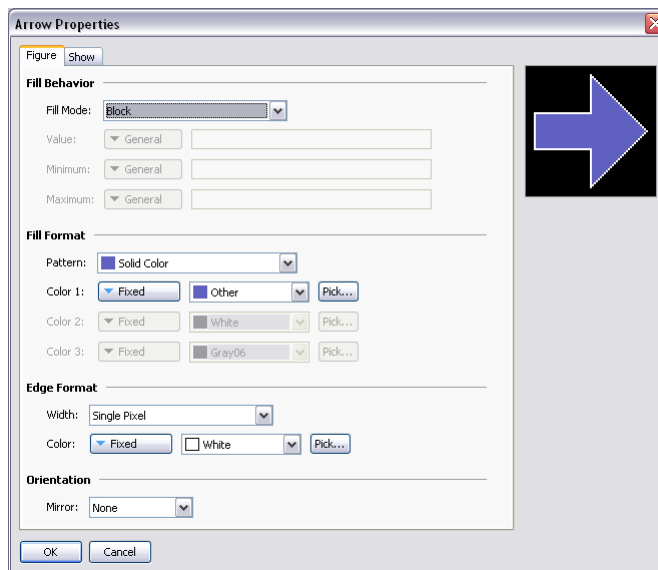 Arrow Properties
Figure Show
Fill Behavior
Fill Mode: Block
Value: General
Minimum: General
Maximum: General
Fill Format
Pattern: Solid Color
Color 1: Fixed Other Pick...
Color 2: Fixed White Pick...
Color 3: Fixed Gray06 Pick...
Edge Format
Width: Single Pixel
Color: Fixed White Pick...
Orientation
Mirror: None
OK Cancel